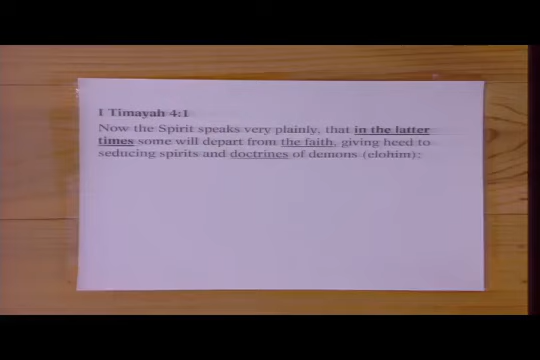 I Timayah 4:1
Now the Spirit speaks very plainly, that in the latter
times some will depart from the faith, giving heed to
seducing spirits and doctrines of demons (elohim);